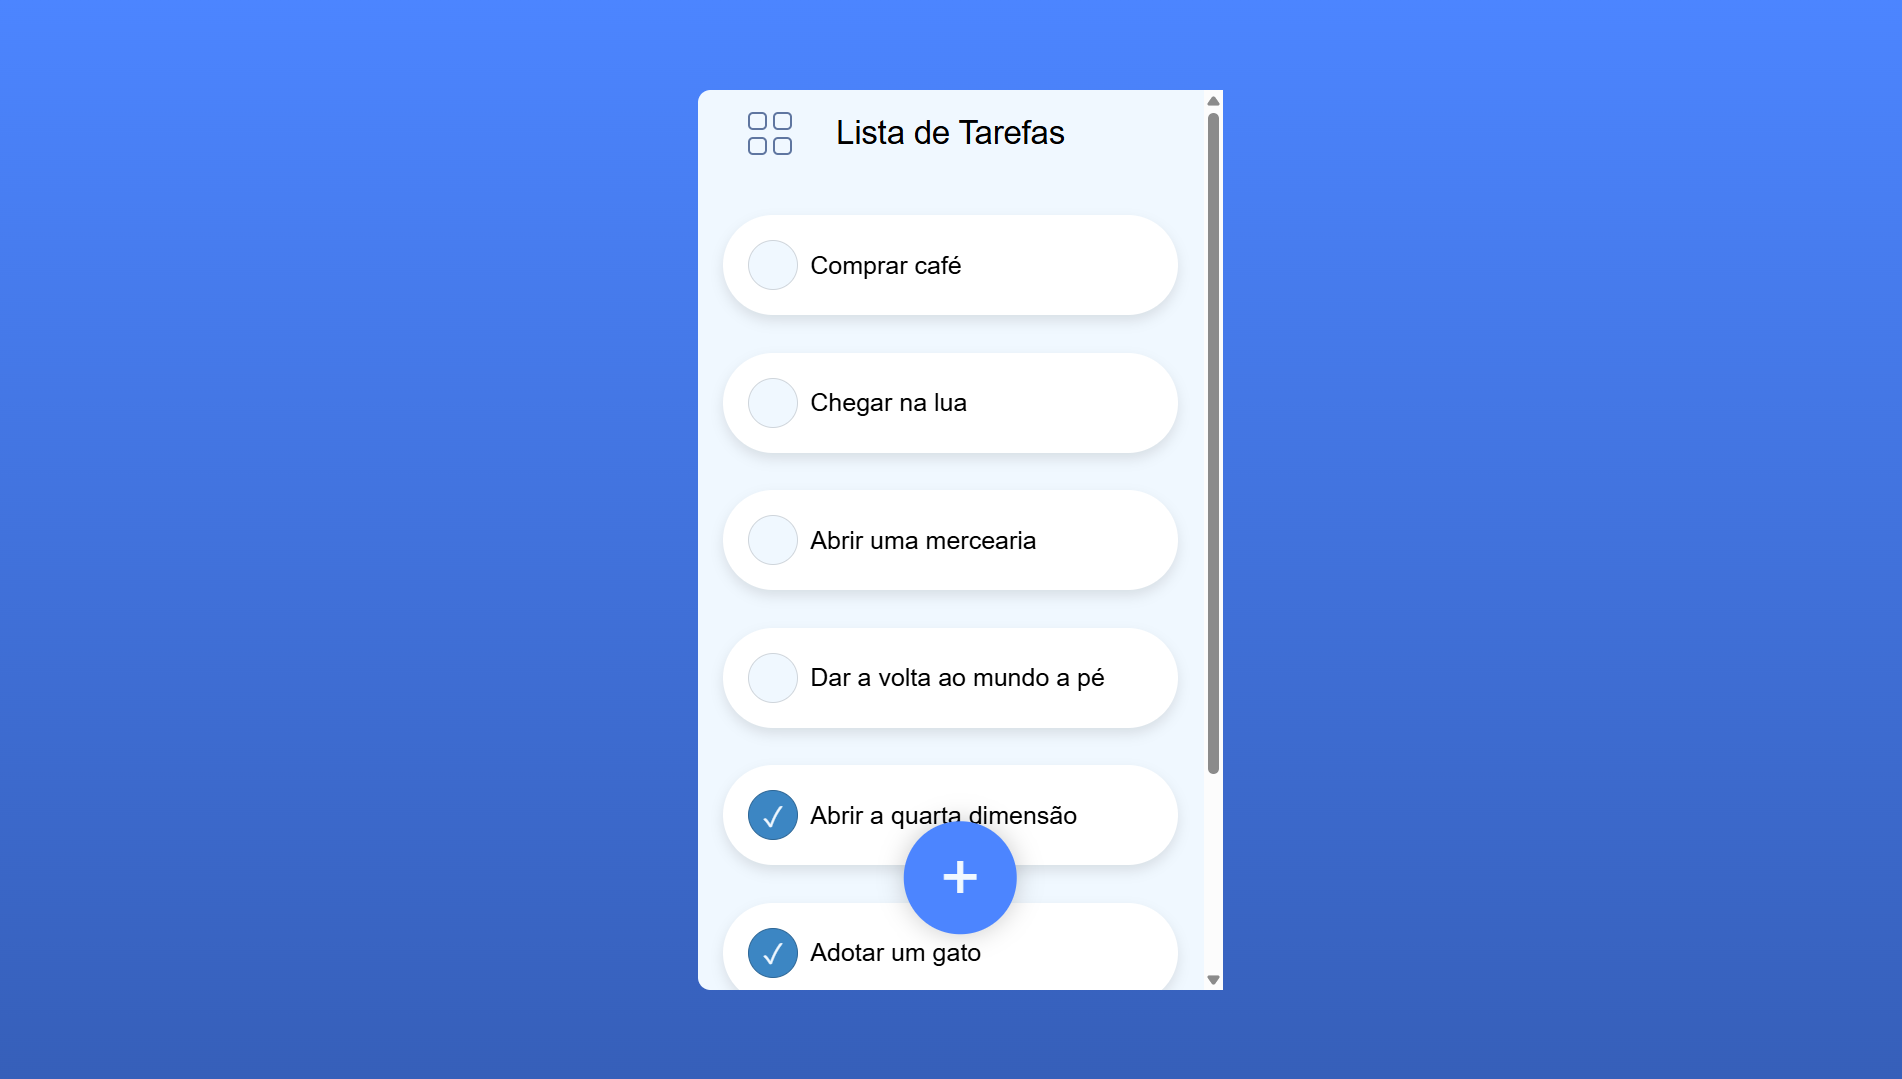 Lista de Tarefas
Comprar café
Chegar na lua
Abrir uma mercearia
Dar a volta ao mundo a pé
Abrir a quarta dimensão
Adotar um gato